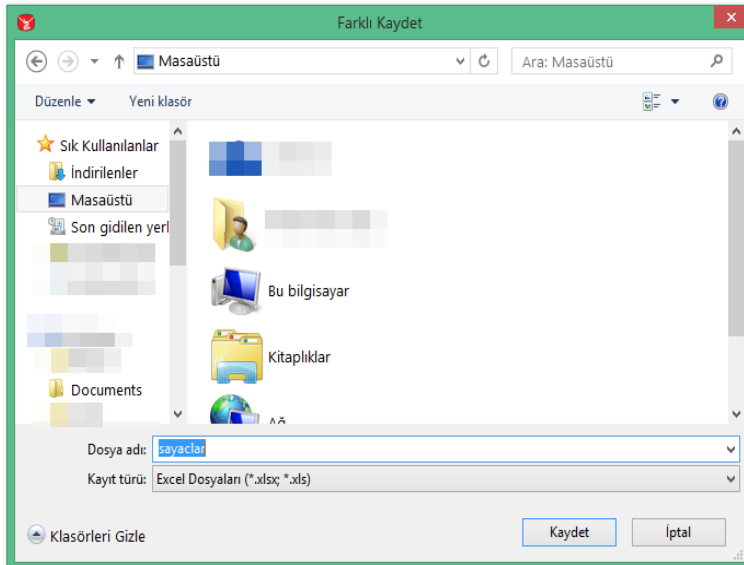 Farklı Kaydet
Masaüstü
Ara: Masaüstü
Düzenle
Yeni klasör
Sık Kullanılanlar
İndirilenler
Masaüstü
Son gidilen yerl
Documents
Bu bilgisayar
Kitaplıklar
Ağ
Dosya adı: sayaclar
Kayıt türü: Excel Dosyaları (*.xlsx; *.xls)
Klasörleri Gizle
Kaydet
İptal